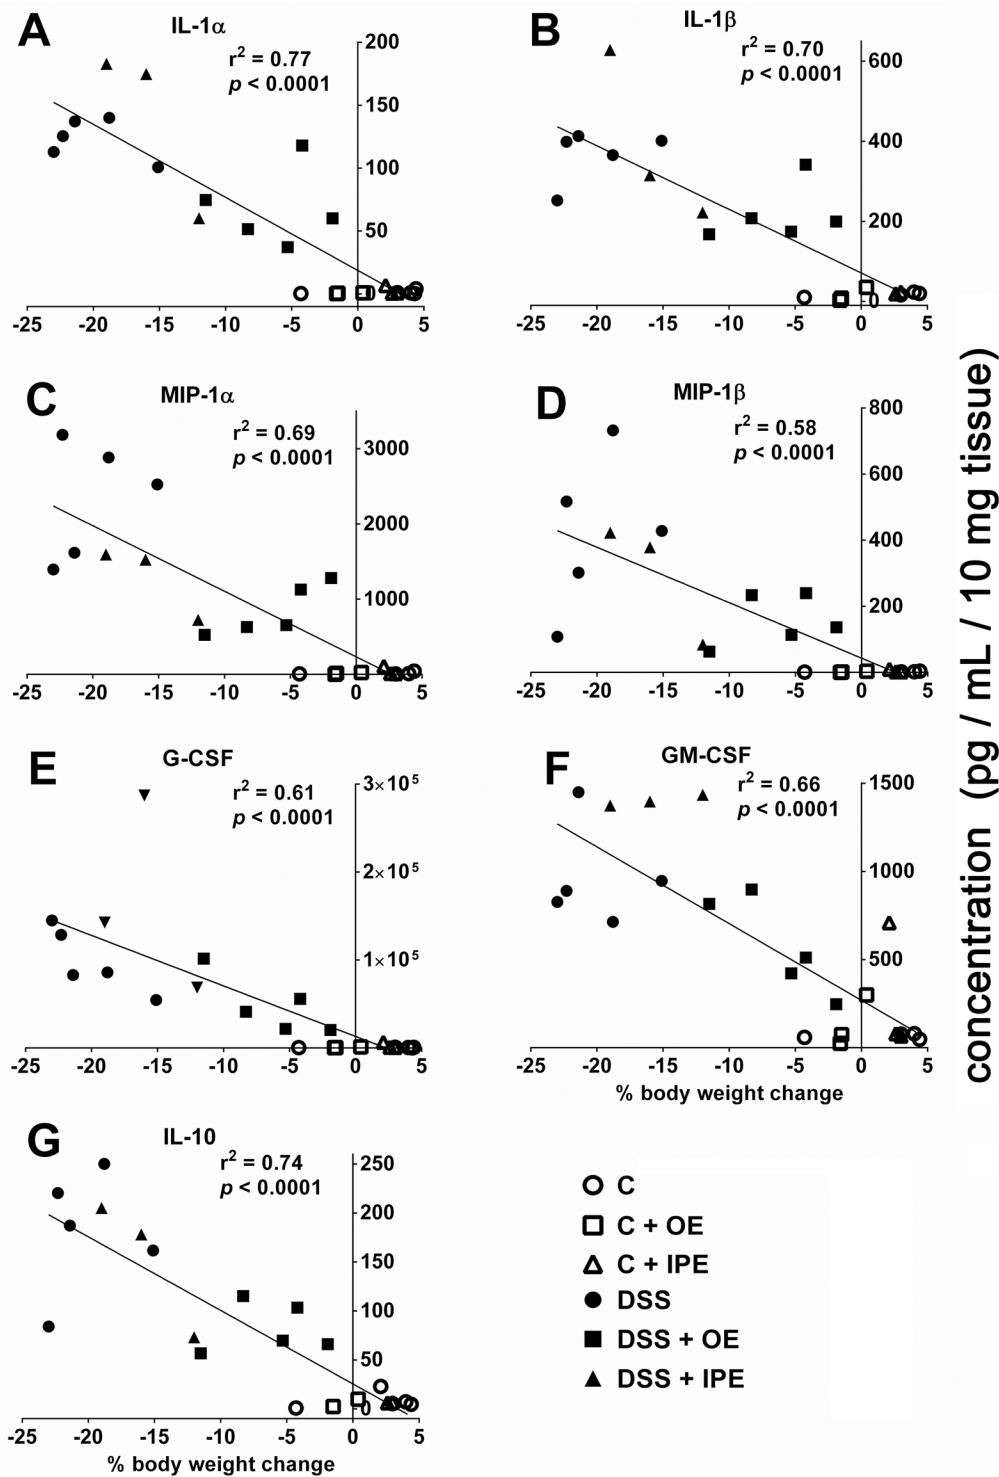 A
IL-1α
r² = 0.77
p < 0.0001
200
150
100
50
0
-25 -20 -15 -10 -5 0 5
B
IL-1β
r² = 0.70
p < 0.0001
600
400
200
0
-25 -20 -15 -10 -5 0 5
C
MIP-1α
r² = 0.69
p < 0.0001
3000
2000
1000
-25 -20 -15 -10 -5 0 5
D
MIP-1β
r² = 0.58
p < 0.0001
800
600
400
200
-25 -20 -15 -10 -5 0 5
E
G-CSF
r² = 0.61
p < 0.0001
3×10⁵
2×10⁵
1×10⁵
-25 -20 -15 -10 -5 0 5
F
GM-CSF
r² = 0.66
p < 0.0001
1500
1000
500
-25 -20 -15 -10 -5 0 5
% body weight change
G
IL-10
r² = 0.74
p < 0.0001
250
200
150
100
50
0
-25 -20 -15 -10 -5 0 5
% body weight change
C
C + OE
C + IPE
DSS
DSS + OE
DSS + IPE
concentration (pg / mL / 10 mg tissue)